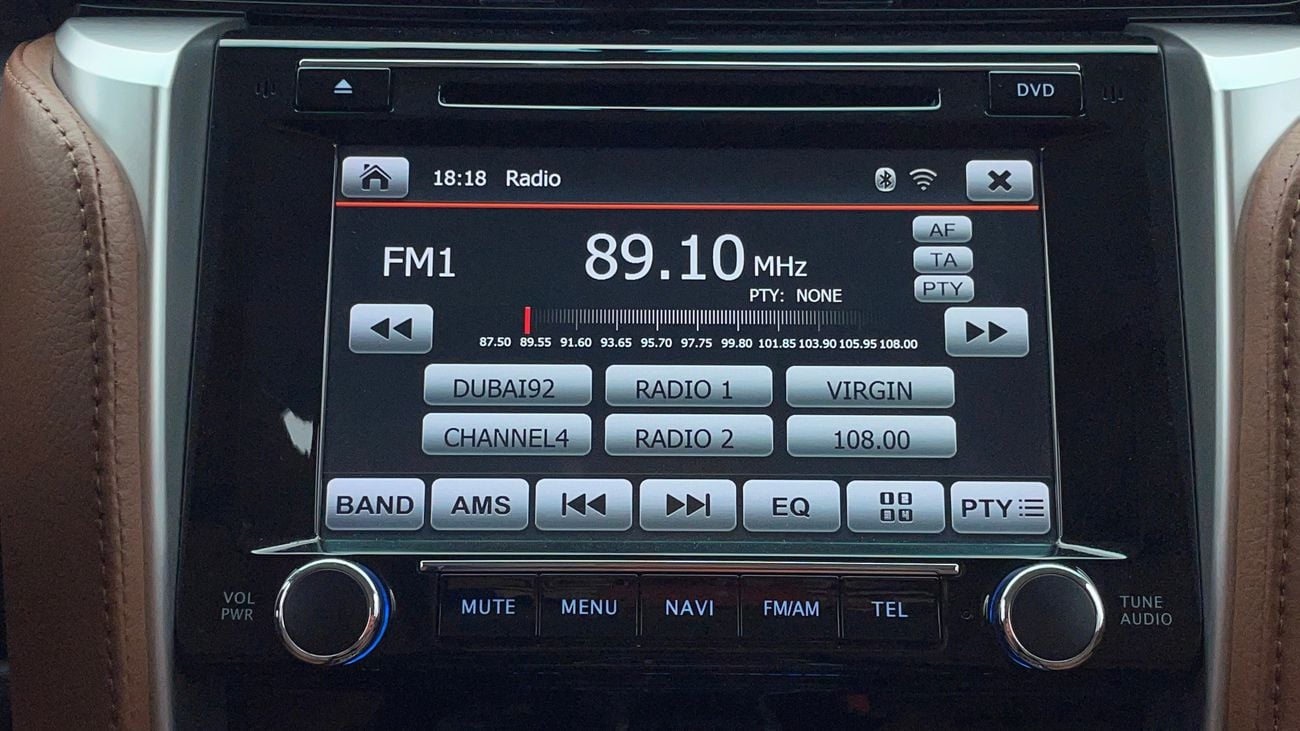 DVD
18:18 Radio
AF
FM1 89.10 MHz
TA
PTY
PTY: NONE
87.50 89.55 91.60 93.65 95.70 97.75 99.80 101.85 103.90 105.95 108.00
DUBAI92 RADIO 1 VIRGIN
CHANNEL4 RADIO 2 108.00
BAND AMS EQ PTY
VOL
PWR
MUTE MENU NAVI FM/AM TEL
TUNE
AUDIO